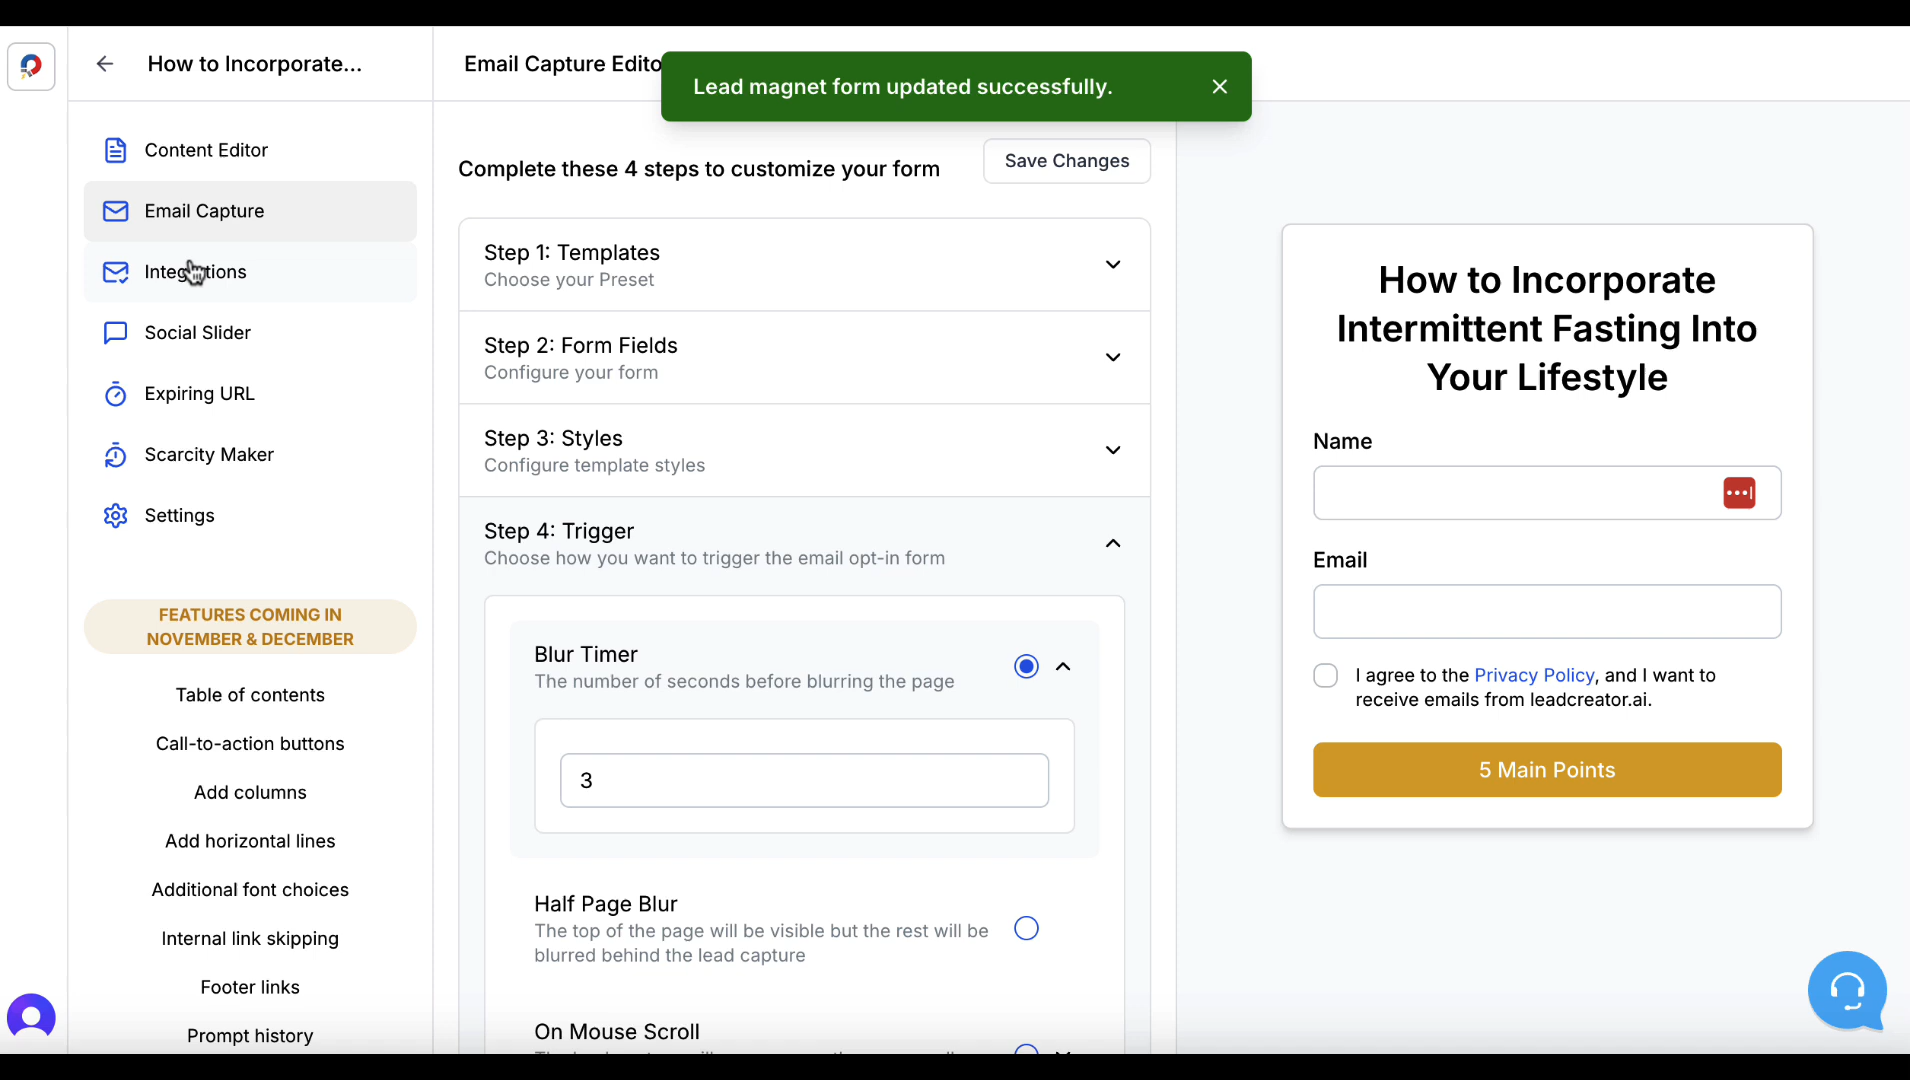 How to Incorporate...
Email Capture Edito
Lead magnet form updated successfully.
Content Editor
Email Capture
Integrations
Social Slider
Expiring URL
Scarcity Maker
Settings
FEATURES COMING IN
NOVEMBER & DECEMBER
Table of contents
Call-to-action buttons
Add columns
Add horizontal lines
Additional font choices
Internal link skipping
Footer links
Prompt history
Complete these 4 steps to customize your form
Save Changes
Step 1: Templates
Choose your Preset
Step 2: Form Fields
Configure your form
Step 3: Styles
Configure template styles
Step 4: Trigger
Choose how you want to trigger the email opt-in form
Blur Timer
The number of seconds before blurring the page
3
Half Page Blur
The top of the page will be visible but the rest will be
blurred behind the lead capture
On Mouse Scroll
How to Incorporate
Intermittent Fasting Into
Your Lifestyle
Name
Email
I agree to the Privacy Policy, and I want to
receive emails from leadcreator.ai.
5 Main Points